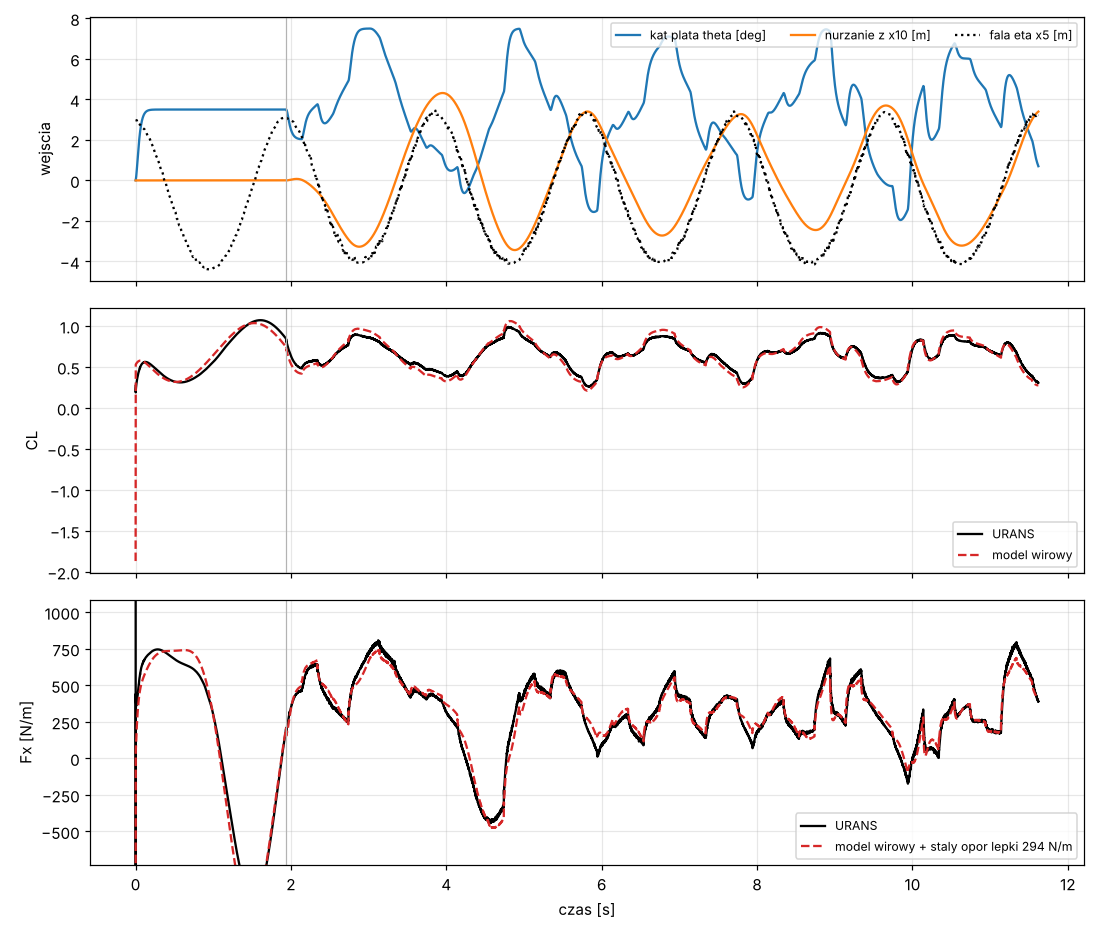 8
6
4
2
0
−2
−4
wejscia
kat plata theta [deg]
nurzanie z x10 [m]
fala eta x5 [m]
1.0
0.5
0.0
−0.5
−1.0
−1.5
−2.0
CL
URANS
model wirowy
1000
750
500
250
0
−250
−500
Fx [N/m]
URANS
model wirowy + staly opor lepki 294 N/m
0 2 4 6 8 10 12
czas [s]